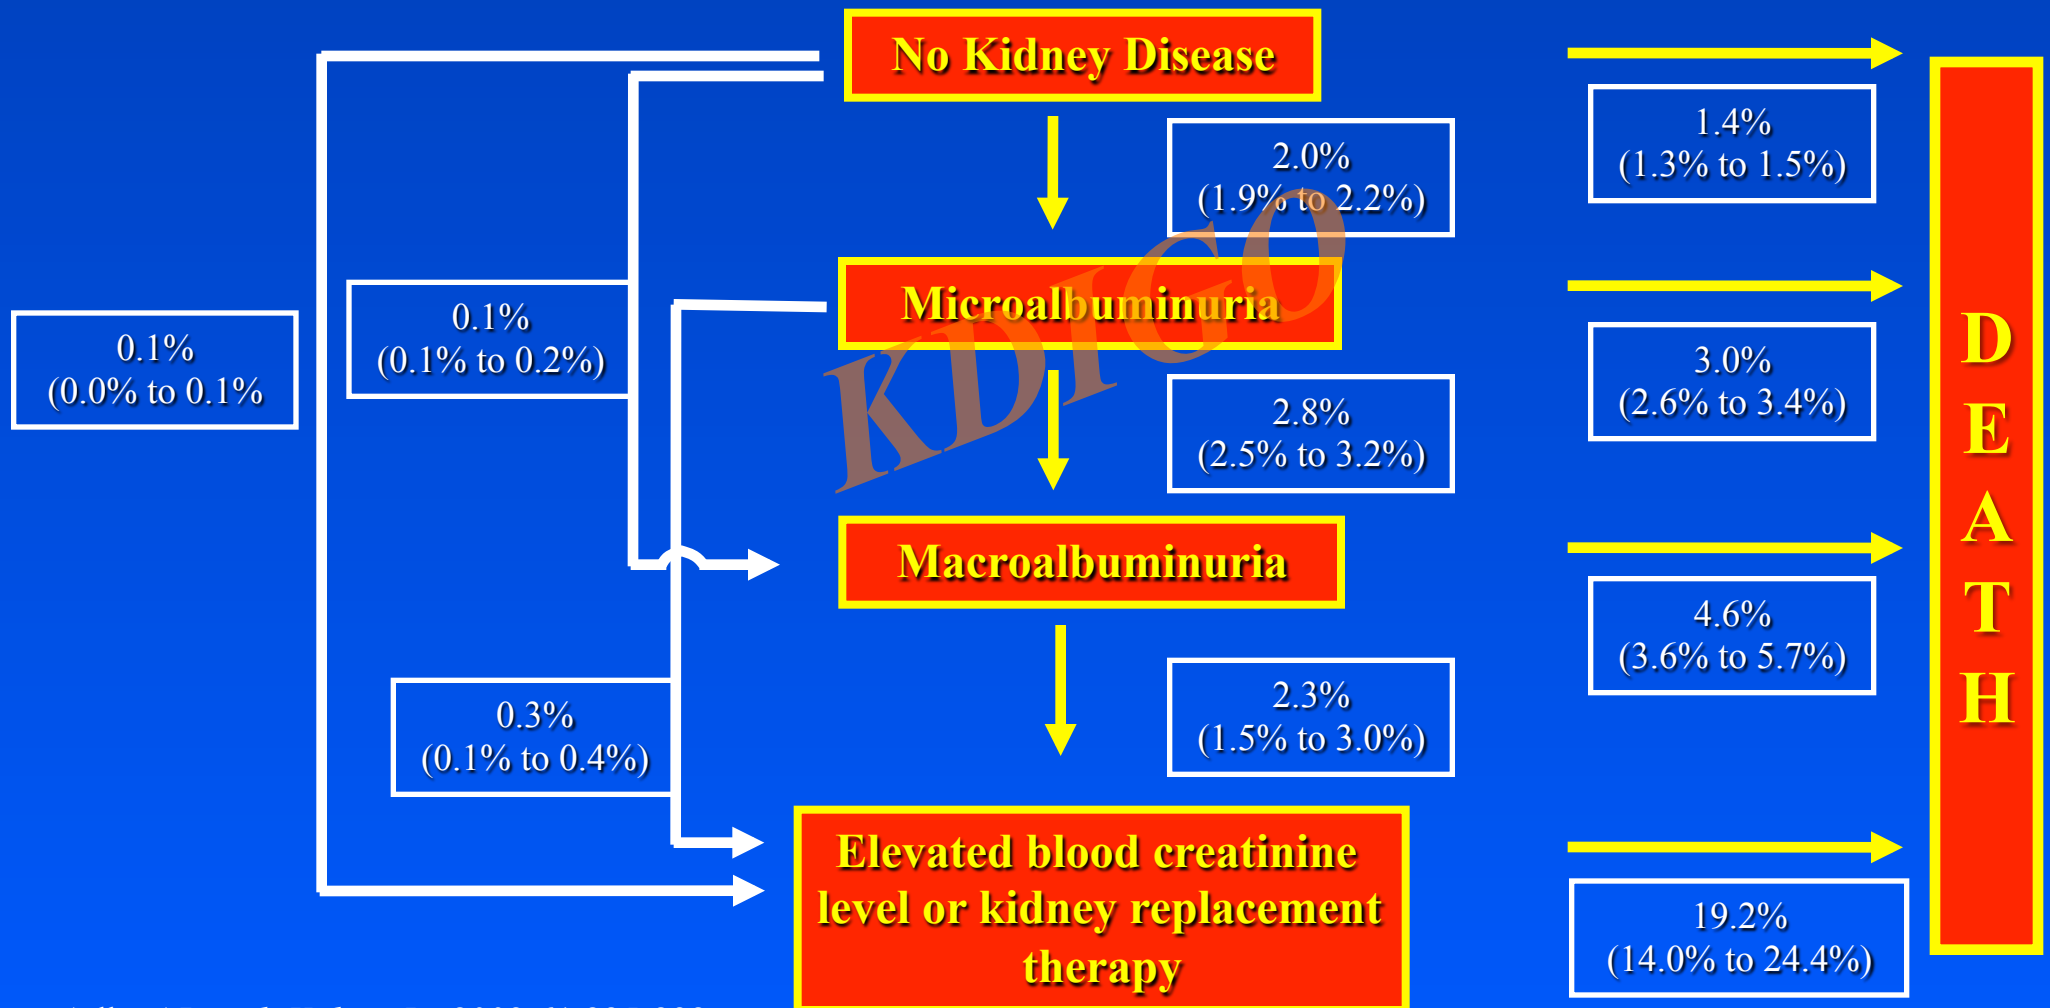 No Kidney Disease
1.4%
(1.3% to 1.5%)
2.0%
(1.9% to 2.2%)
Microalbuminuria
0.1%
(0.0% to 0.1%
0.1%
(0.1% to 0.2%)
3.0%
(2.6% to 3.4%)
2.8%
(2.5% to 3.2%)
KDIGO
Macroalbuminuria
4.6%
(3.6% to 5.7%)
0.3%
(0.1% to 0.4%)
2.3%
(1.5% to 3.0%)
Elevated blood creatinine
level or kidney replacement
therapy
19.2%
(14.0% to 24.4%)
D
E
A
T
H